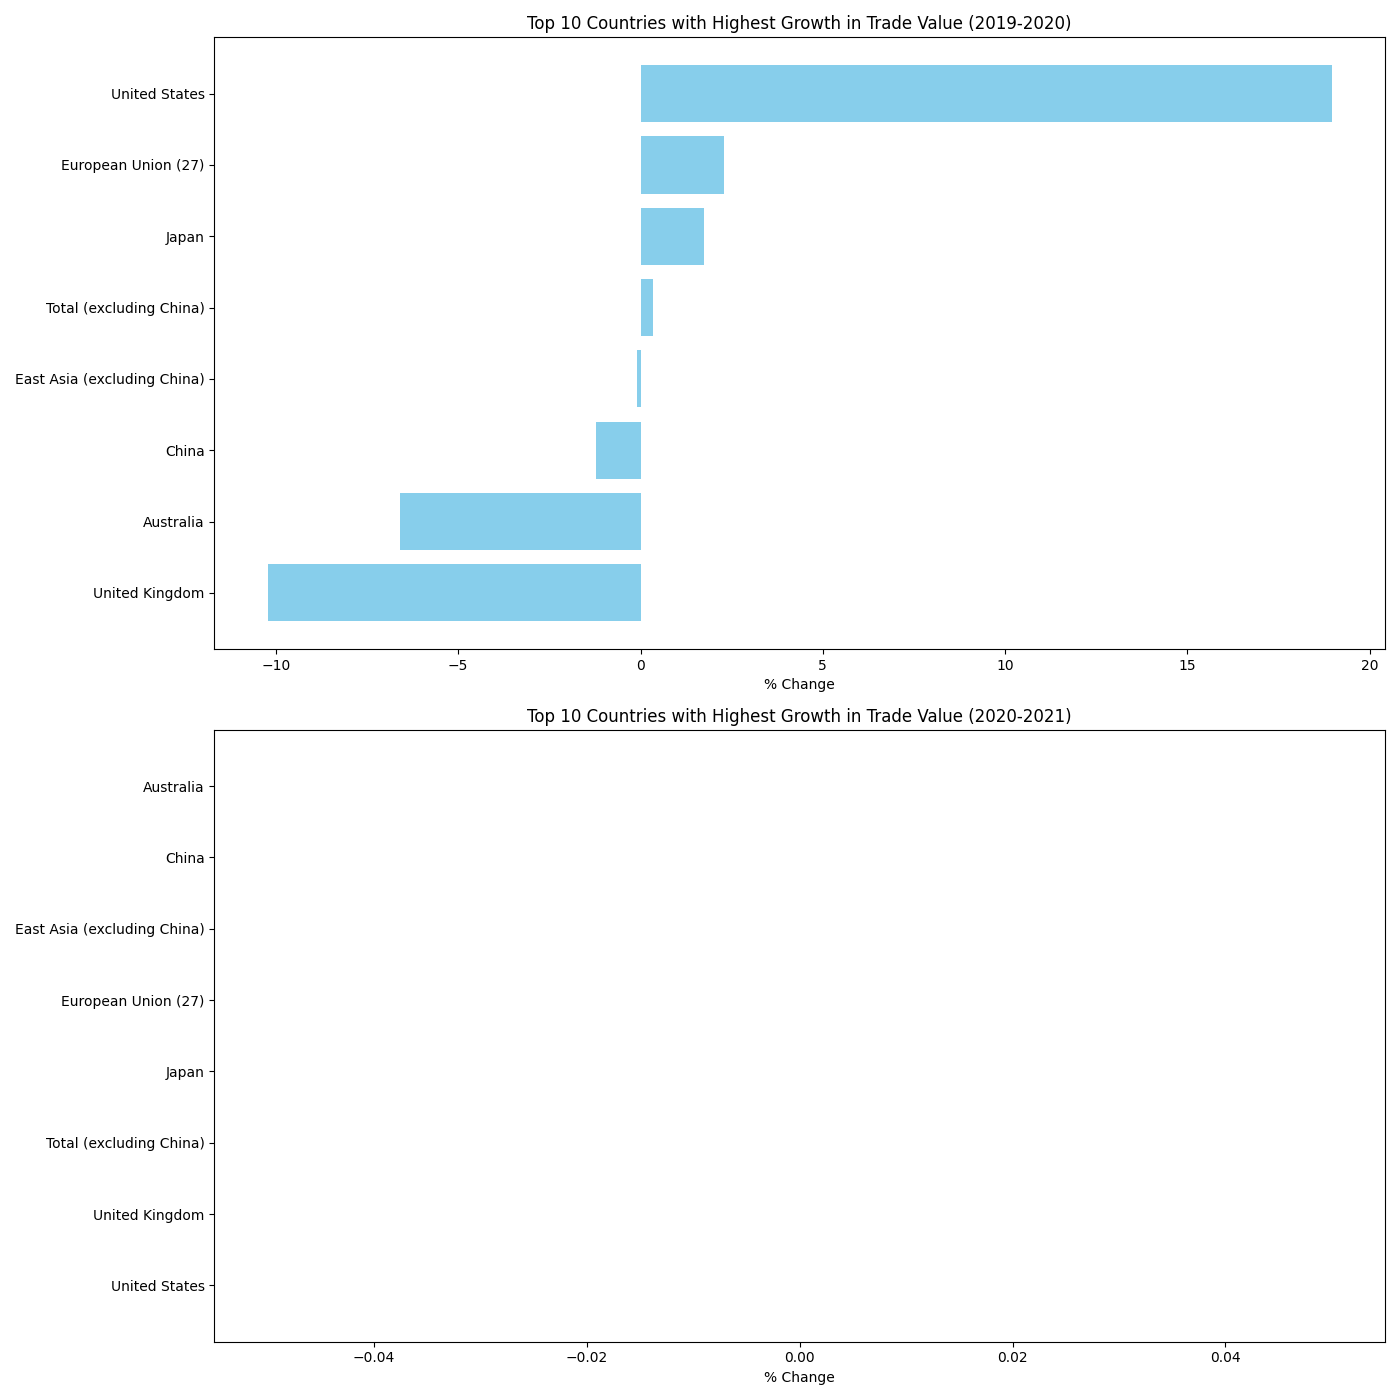 Top 10 Countries with Highest Growth in Trade Value (2019-2020)
United States
European Union (27)
Japan
Total (excluding China)
East Asia (excluding China)
China
Australia
United Kingdom
−10 −5 0 5 10 15 20
% Change
Top 10 Countries with Highest Growth in Trade Value (2020-2021)
Australia
China
East Asia (excluding China)
European Union (27)
Japan
Total (excluding China)
United Kingdom
United States
−0.04 −0.02 0.00 0.02 0.04
% Change